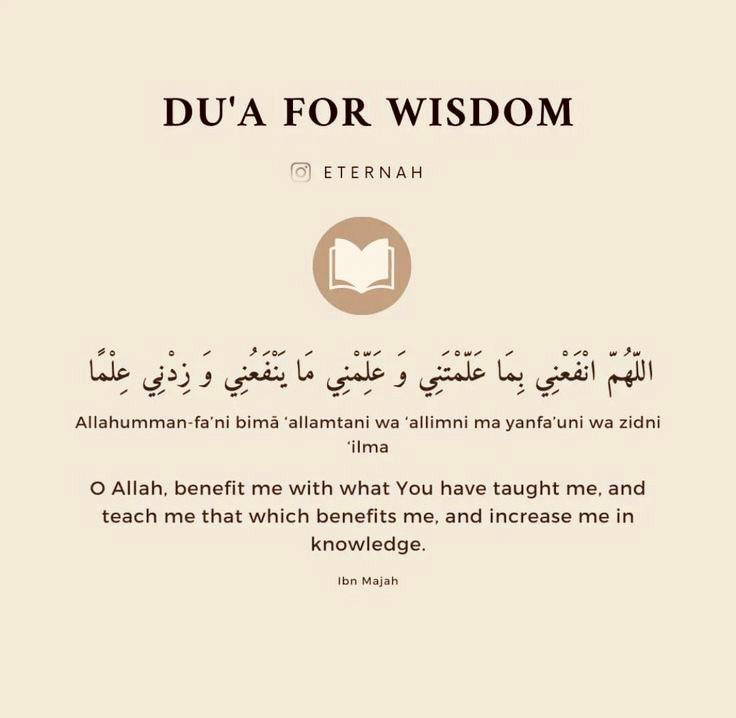 DU'A FOR WISDOM
ETERNAH
اللّهُمّ انْفَعْنِي بِمَا عَلّمْتَنِي وَ عَلِّمْنِي مَا يَنْفَعُنِي وَ زِدْنِي عِلْمًا
Allahumman-fa’ni bimā ‘allamtani wa ‘allimni ma yanfa’uni wa zidni
‘ilma
O Allah, benefit me with what You have taught me, and
teach me that which benefits me, and increase me in
knowledge.
Ibn Majah